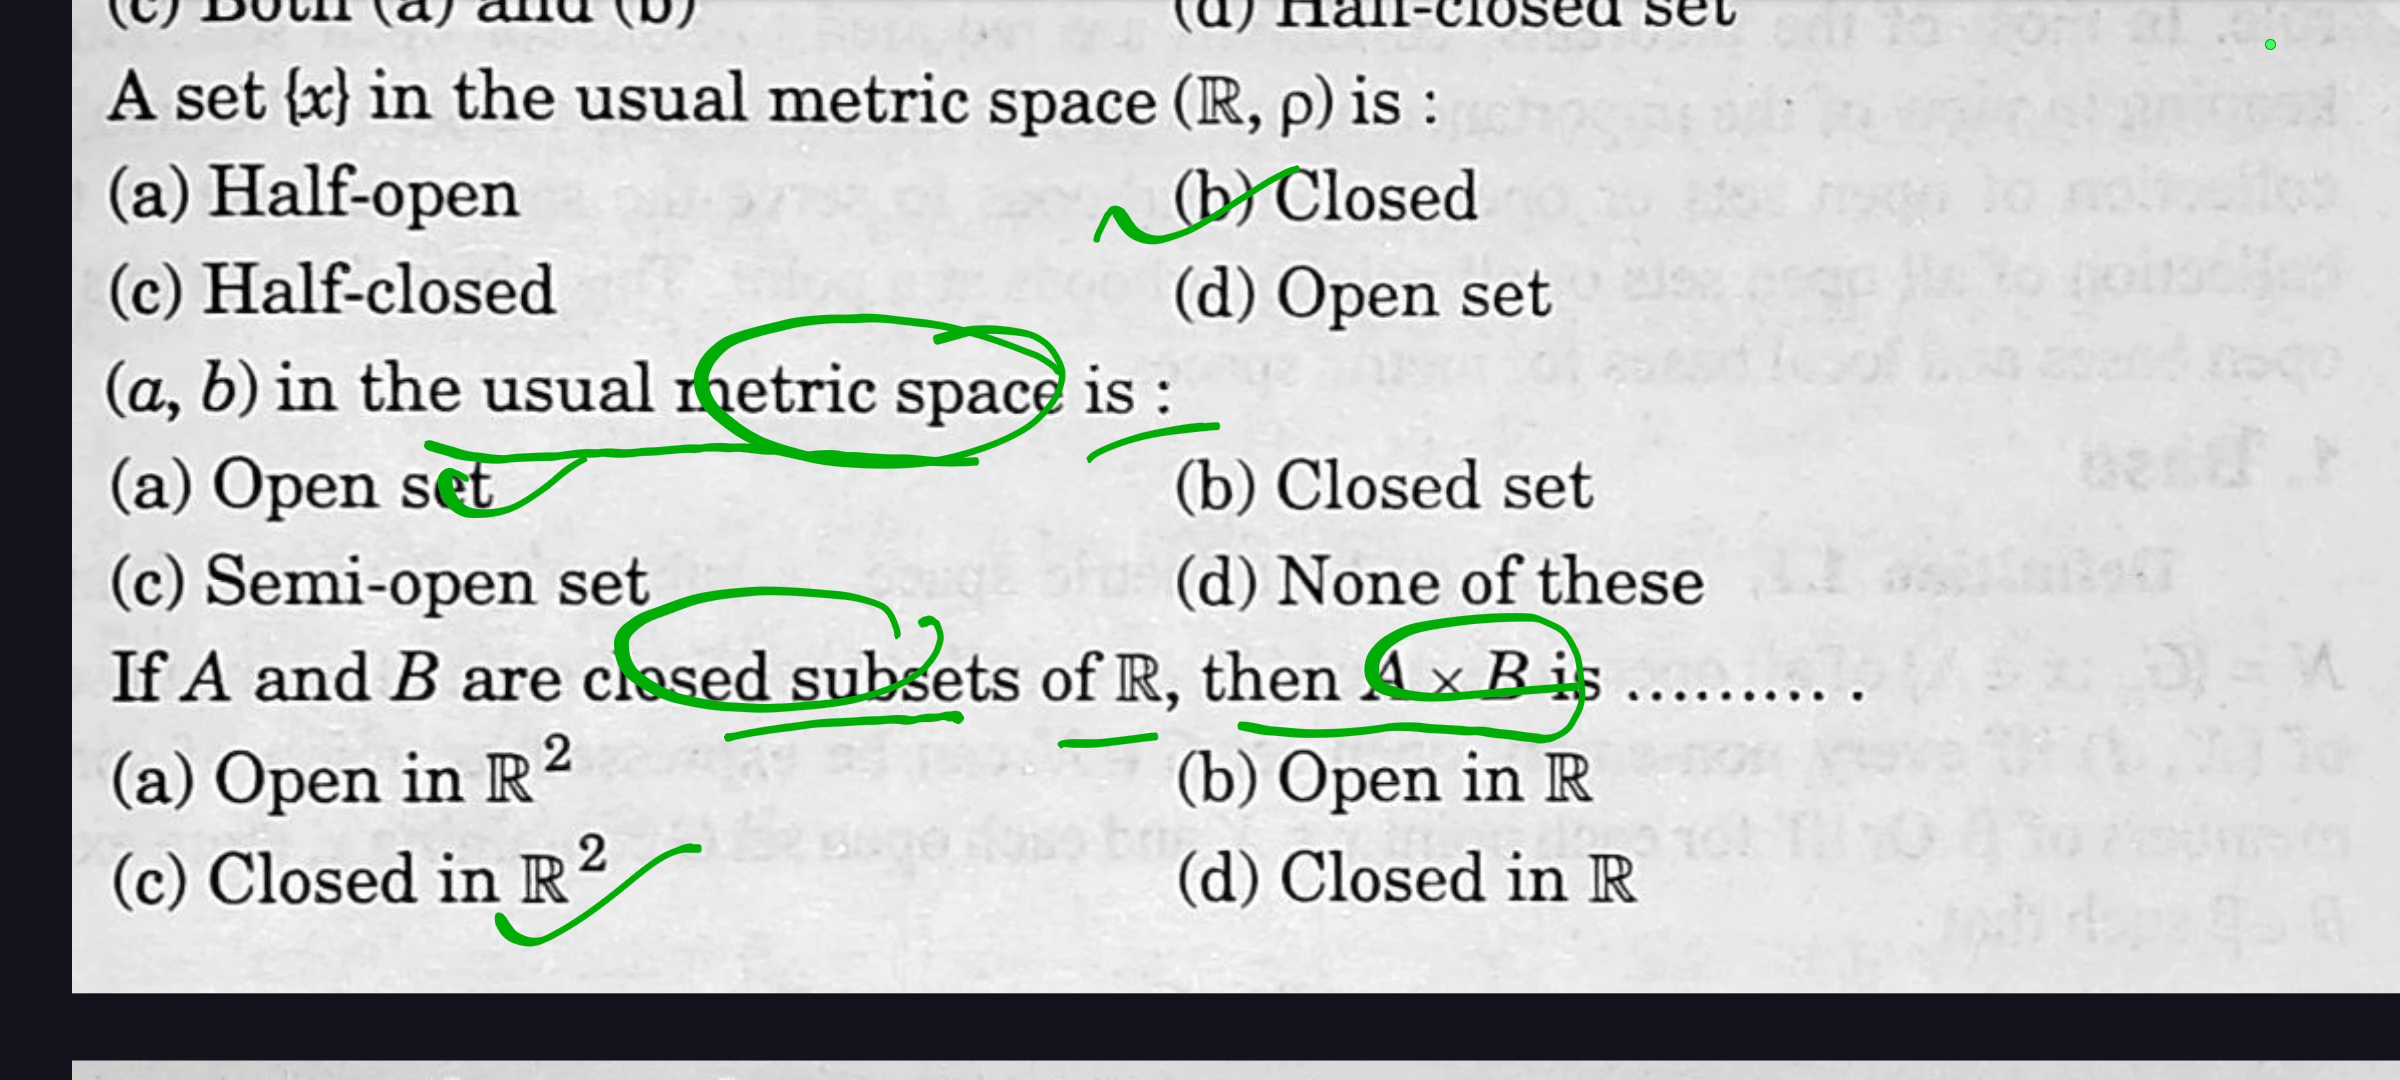 (c) Both (a) and (b) (d) Half-closed set
A set {x} in the usual metric space (ℝ, ρ) is :
(a) Half-open (b) Closed
(c) Half-closed (d) Open set
(a, b) in the usual metric space is :
(a) Open set (b) Closed set
(c) Semi-open set (d) None of these
If A and B are closed subsets of ℝ, then A × B is ..........
(a) Open in ℝ² (b) Open in ℝ
(c) Closed in ℝ² (d) Closed in ℝ